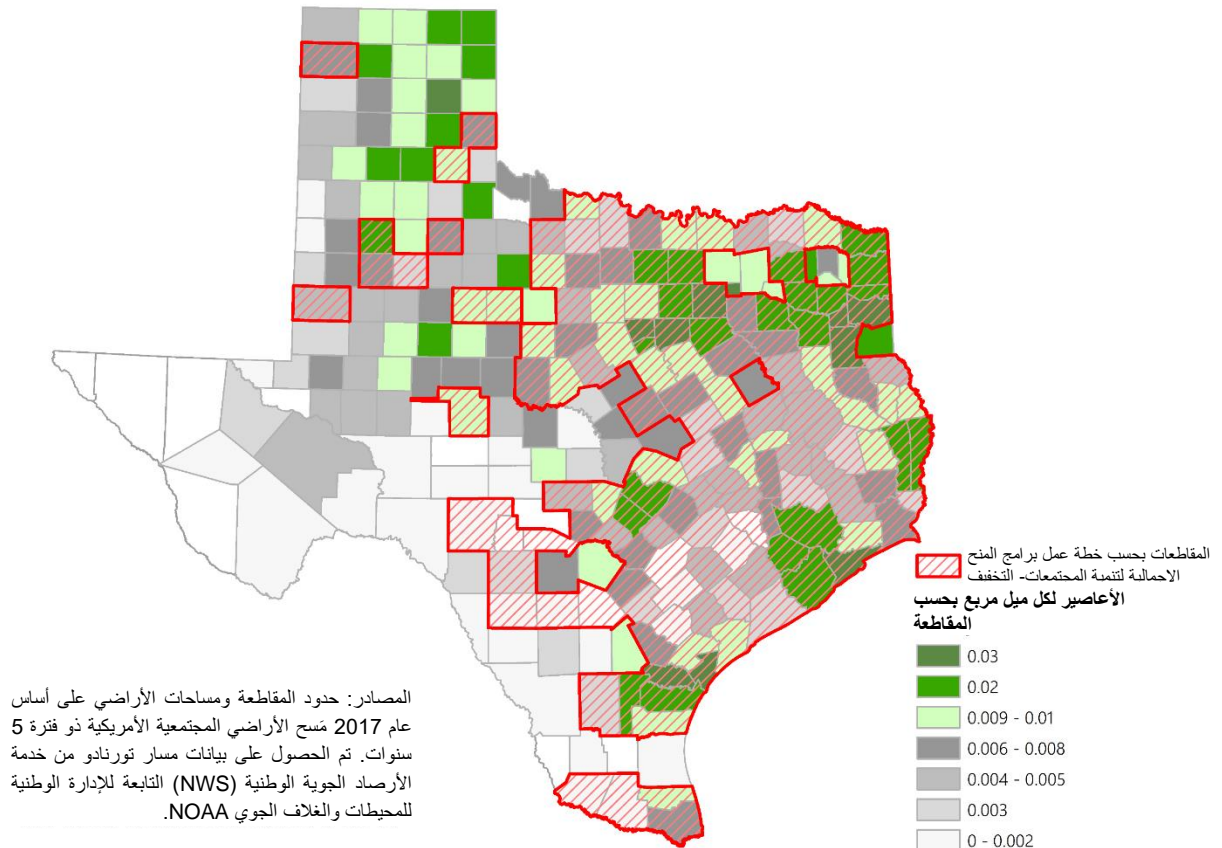 المقاطعات بحسب خطة عمل برامج المنح
الاجمالية لتنمية المجتمعات- التخفيف
الأعاصير لكل ميل مربع بحسب
المقاطعة
0.03
0.02
0.009 - 0.01
0.006 - 0.008
0.004 - 0.005
0.003
0 - 0.002
المصادر: حدود المقاطعة ومساحات الأراضي على أساس
عام 2017 مَسح الأراضي المجتمعية الأمريكية ذو فترة 5
سنوات. تم الحصول على بيانات مسار تورنادو من خدمة
الأرصاد الجوية الوطنية (NWS) التابعة للإدارة الوطنية
للمحيطات والغلاف الجوي NOAA.